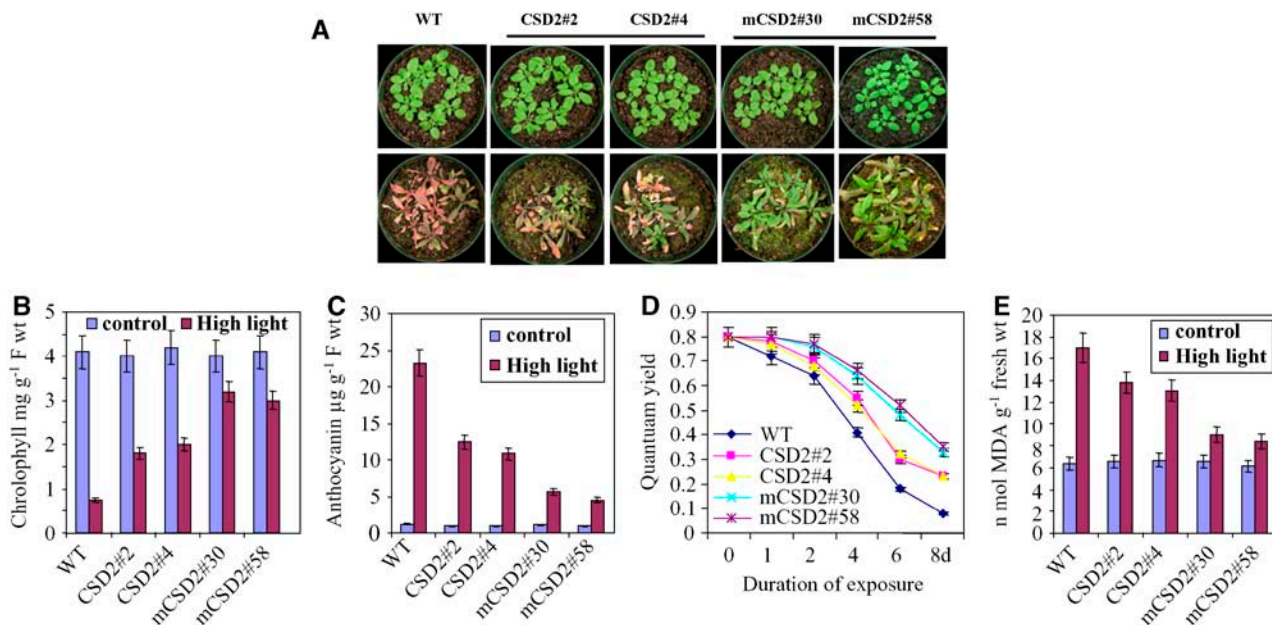 A
WT CSD2#2 CSD2#4 mCSD2#30 mCSD2#58
B
Chrolophyll mg g⁻¹ F wt
5
4
3
2
1
0
control High light
WT CSD2#2 CSD2#4 mCSD2#30 mCSD2#58
C
Anthocyanin µg g⁻¹ F wt
30
25
20
15
10
5
0
control
High light
WT CSD2#2 CSD2#4 mCSD2#30 mCSD2#58
D
Quantuam yield
0.9
0.8
0.7
0.6
0.5
0.4
0.3
0.2
0.1
0
WT
CSD2#2
CSD2#4
mCSD2#30
mCSD2#58
0 1 2 4 6 8d
Duration of exposure
E
n mol MDA g⁻¹ fresh wt
18
16
14
12
10
8
6
4
2
0
control
High light
WT CSD2#2 CSD2#4 mCSD2#30 mCSD2#58